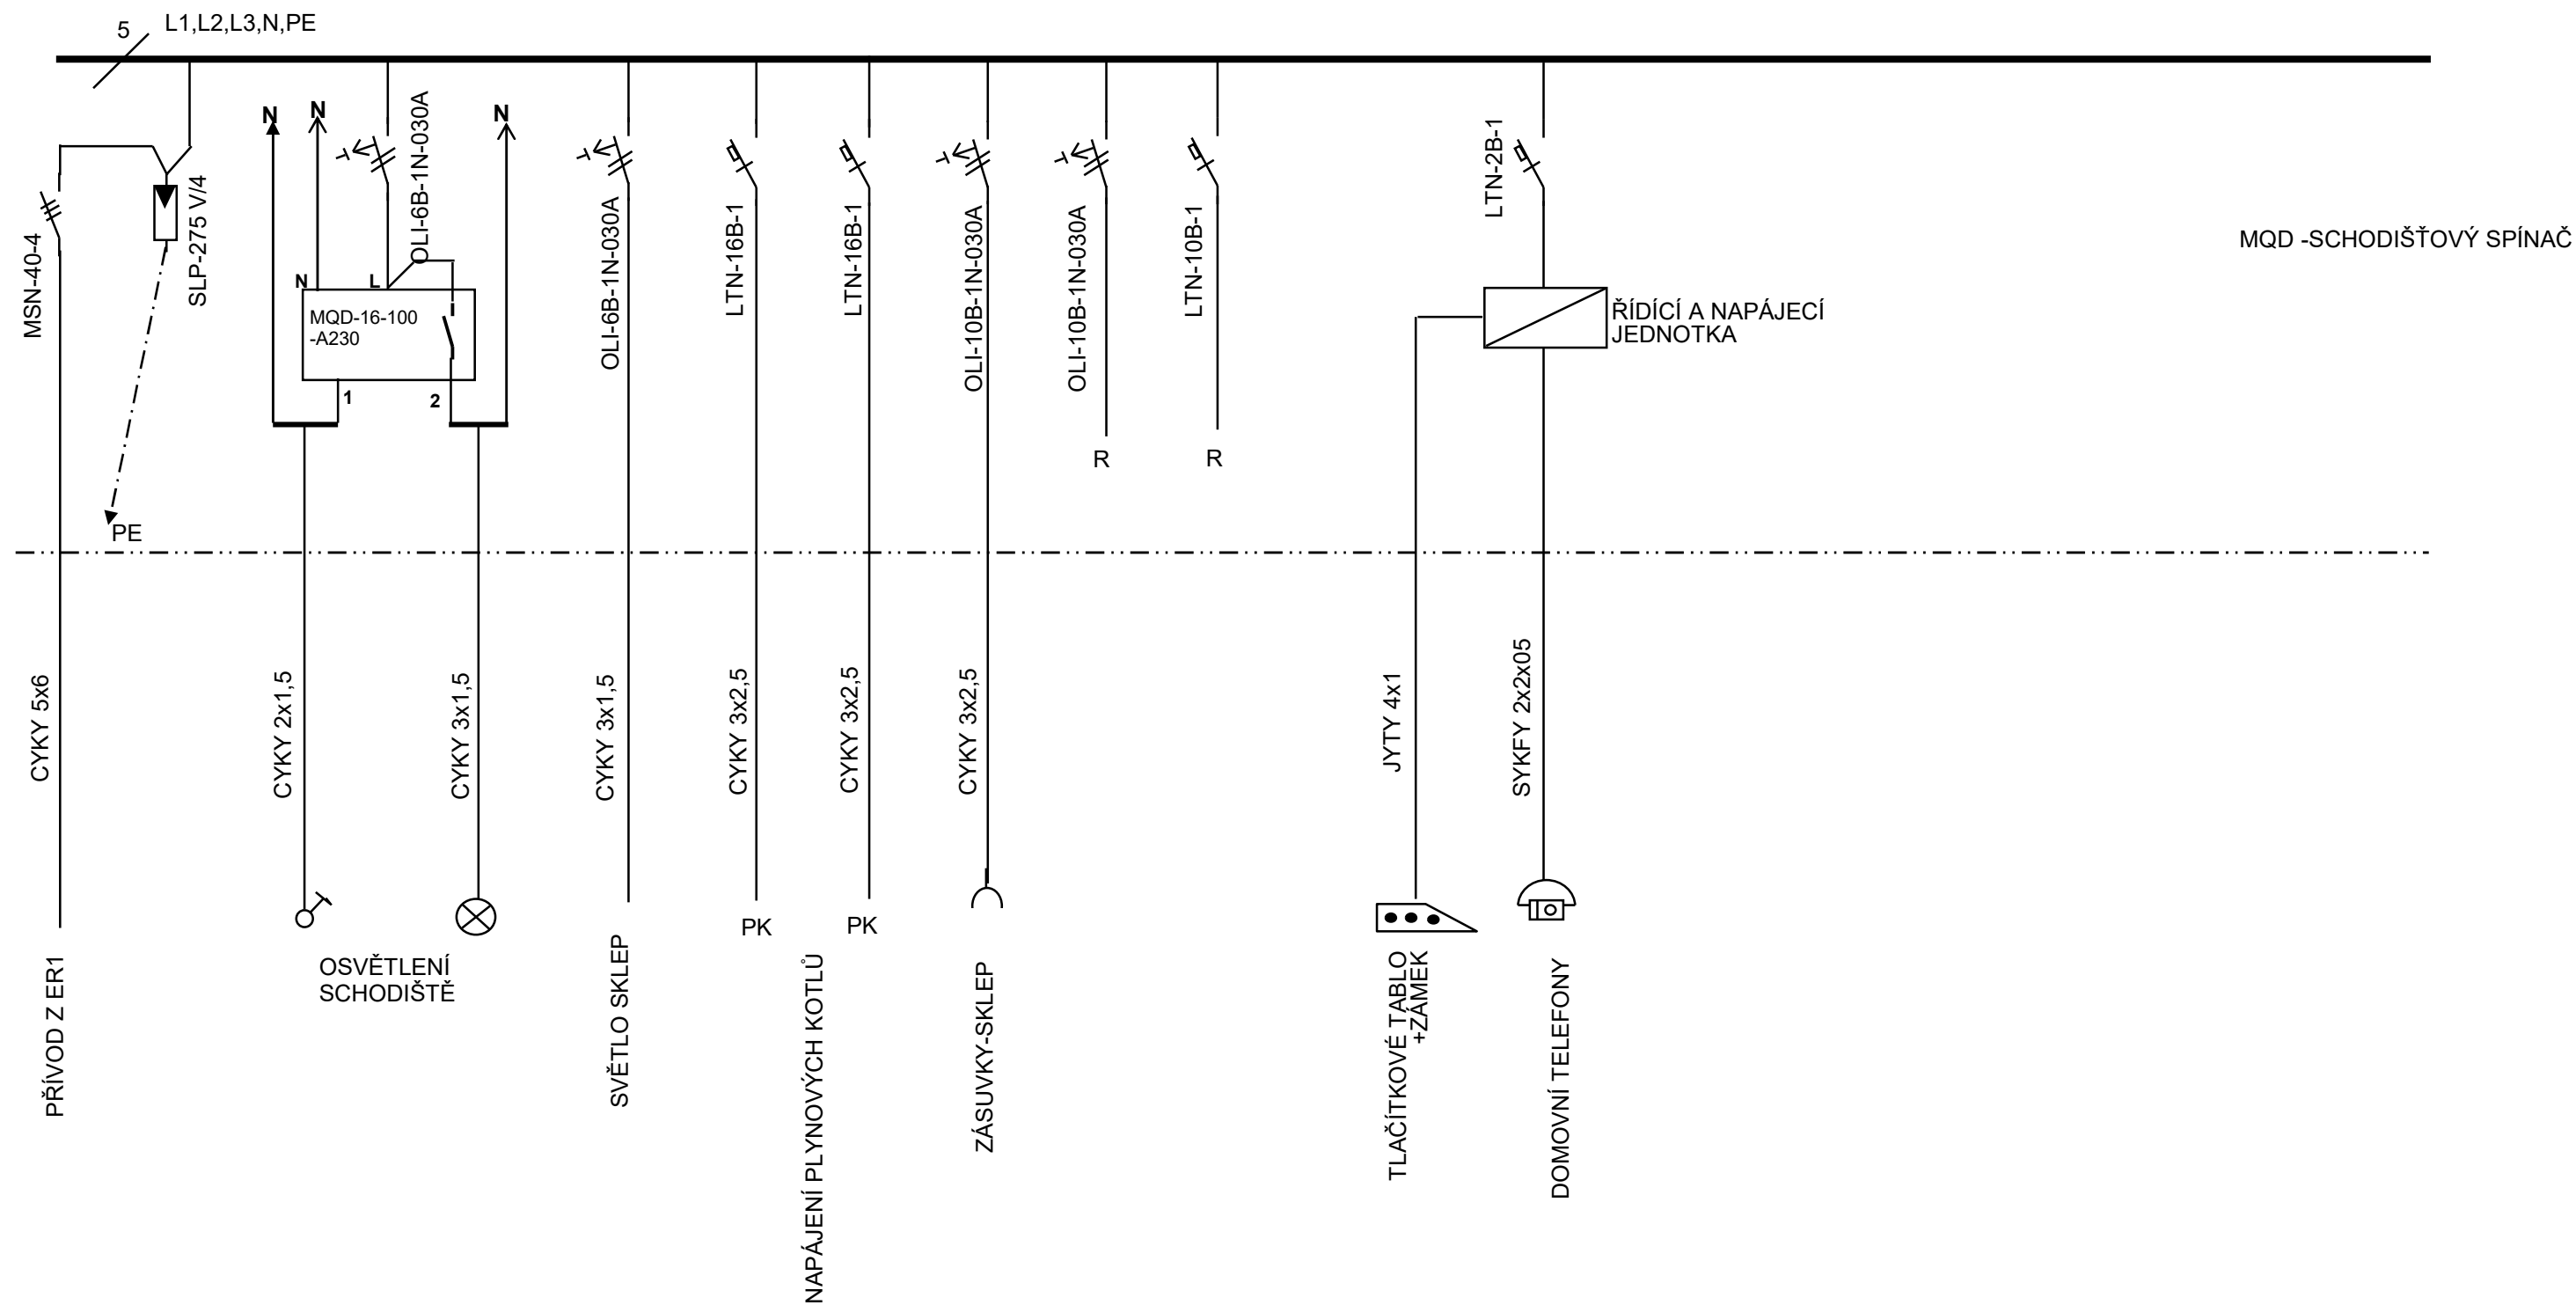 5
L1,L2,L3,N,PE
MSN-40-4
SLP-275 V/4
PE
N
N
OLI-6B-1N-030A
N
N
L
MQD-16-100
-A230
1
2
OLI-6B-1N-030A
LTN-16B-1
LTN-16B-1
OLI-10B-1N-030A
OLI-10B-1N-030A
R
LTN-10B-1
R
LTN-2B-1
ŘÍDÍCÍ A NAPÁJECÍ
JEDNOTKA
MQD -SCHODIŠŤOVÝ SPÍNAČ
CYKY 5x6
CYKY 2x1,5
CYKY 3x1,5
CYKY 3x1,5
CYKY 3x2,5
CYKY 3x2,5
CYKY 3x2,5
JYTY 4x1
SYKFY 2x2x05
PŘÍVOD Z ER1
OSVĚTLENÍ
SCHODIŠTĚ
SVĚTLO SKLEP
PK
PK
NAPÁJENÍ PLYNOVÝCH KOTLŮ
ZÁSUVKY-SKLEP
TLAČÍTKOVÉ TABLO
+ZÁMEK
DOMOVNÍ TELEFONY